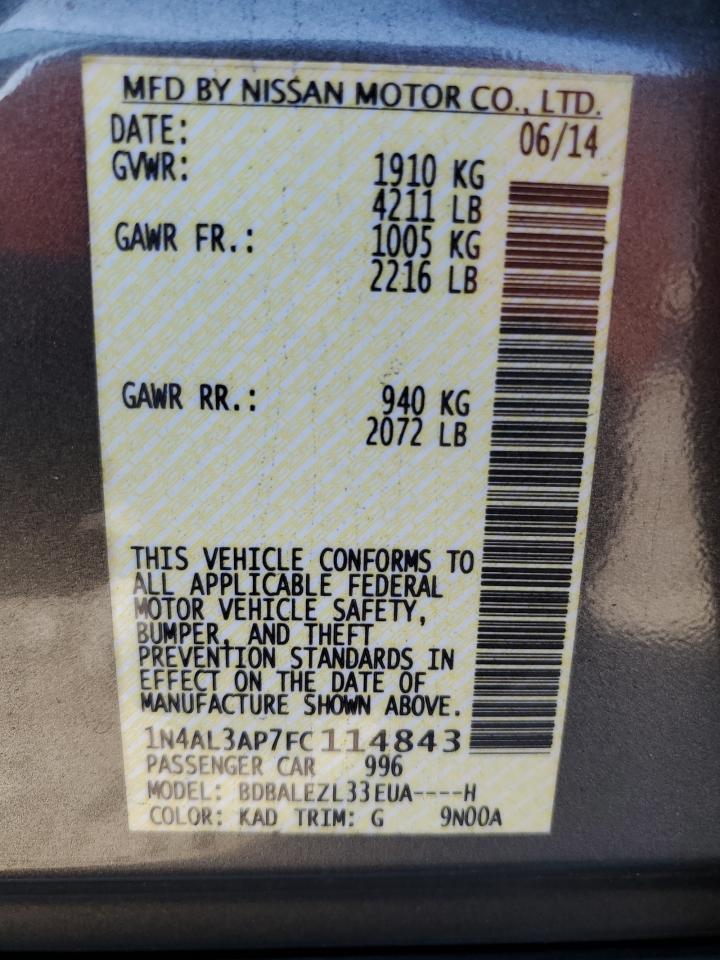 MFD BY NISSAN MOTOR CO., LTD.
DATE: 06/14
GVWR: 1910 KG
4211 LB
GAWR FR.: 1005 KG
2216 LB
GAWR RR.: 940 KG
2072 LB
THIS VEHICLE CONFORMS TO
ALL APPLICABLE FEDERAL
MOTOR VEHICLE SAFETY,
BUMPER, AND THEFT
PREVENTION STANDARDS IN
EFFECT ON THE DATE OF
MANUFACTURE SHOWN ABOVE.
1N4AL3AP7FC114843
PASSENGER CAR 996
MODEL: BDBALEZL33EUA----H
COLOR: KAD TRIM: G 9N00A